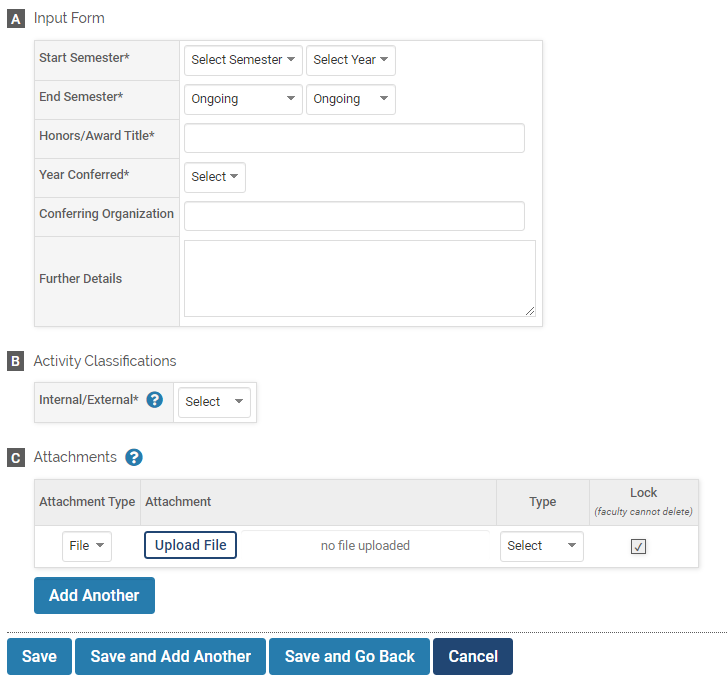 A Input Form
Start Semester* Select Semester Select Year
End Semester* Ongoing Ongoing
Honors/Award Title*
Year Conferred* Select
Conferring Organization
Further Details
B Activity Classifications
Internal/External* ? Select
C Attachments ?
Attachment Type Attachment Type Lock
(faculty cannot delete)
File Upload File no file uploaded Select
Add Another
Save Save and Add Another Save and Go Back Cancel